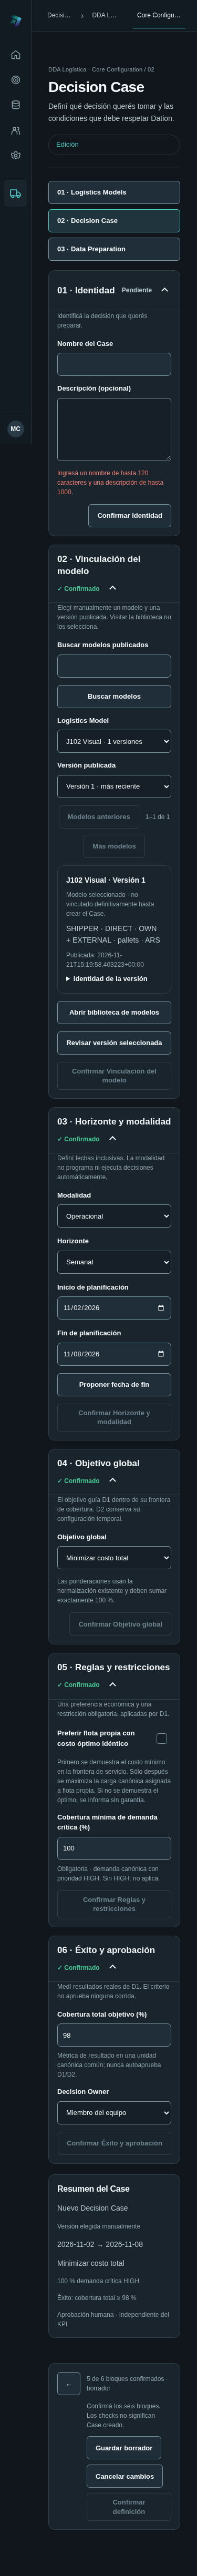 Decisi…
›
DDA L…
Core Configu…
MC
DDA Logística · Core Configuration / 02
Decision Case
Definí qué decisión querés tomar y las
condiciones que debe respetar Dation.
Edición
01 · Logistics Models
02 · Decision Case
03 · Data Preparation
01 · Identidad
Pendiente
Identificá la decisión que querés
preparar.
Nombre del Case
Descripción (opcional)
Ingresá un nombre de hasta 120
caracteres y una descripción de hasta
1000.
Confirmar Identidad
02 · Vinculación del
modelo
✓ Confirmado
Elegí manualmente un modelo y una
versión publicada. Visitar la biblioteca no
los selecciona.
Buscar modelos publicados
Buscar modelos
Logistics Model
J102 Visual · 1 versiones
Versión publicada
Versión 1 · más reciente
Modelos anteriores
1–1 de 1
Más modelos
J102 Visual · Versión 1
Modelo seleccionado · no
vinculado definitivamente hasta
crear el Case.
SHIPPER · DIRECT · OWN
+ EXTERNAL · pallets · ARS
Publicada: 2026-11-
21T15:19:58.403223+00:00
▸ Identidad de la versión
Abrir biblioteca de modelos
Revisar versión seleccionada
Confirmar Vinculación del
modelo
03 · Horizonte y modalidad
✓ Confirmado
Definí fechas inclusivas. La modalidad
no programa ni ejecuta decisiones
automáticamente.
Modalidad
Operacional
Horizonte
Semanal
Inicio de planificación
11/02/2026
Fin de planificación
11/08/2026
Proponer fecha de fin
Confirmar Horizonte y
modalidad
04 · Objetivo global
✓ Confirmado
El objetivo guía D1 dentro de su frontera
de cobertura. D2 conserva su
configuración temporal.
Objetivo global
Minimizar costo total
Las ponderaciones usan la
normalización existente y deben sumar
exactamente 100 %.
Confirmar Objetivo global
05 · Reglas y restricciones
✓ Confirmado
Una preferencia económica y una
restricción obligatoria, aplicadas por D1.
Preferir flota propia con
costo óptimo idéntico
Primero se demuestra el costo mínimo
en la frontera de servicio. Sólo después
se maximiza la carga canónica asignada
a flota propia. Si no se demuestra el
óptimo, se informa sin garantía.
Cobertura mínima de demanda
crítica (%)
100
Obligatoria · demanda canónica con
prioridad HIGH. Sin HIGH: no aplica.
Confirmar Reglas y
restricciones
06 · Éxito y aprobación
✓ Confirmado
Medí resultados reales de D1. El criterio
no aprueba ninguna corrida.
Cobertura total objetivo (%)
98
Métrica de resultado en una unidad
canónica común; nunca autoaprueba
D1/D2.
Decision Owner
Miembro del equipo
Confirmar Éxito y aprobación
Resumen del Case
Nuevo Decision Case
Versión elegida manualmente
2026-11-02 → 2026-11-08
Minimizar costo total
100 % demanda crítica HIGH
Éxito: cobertura total ≥ 98 %
Aprobación humana · independiente del
KPI
←
5 de 6 bloques confirmados ·
borrador
Confirmá los seis bloques.
Los checks no significan
Case creado.
Guardar borrador
Cancelar cambios
Confirmar
definición